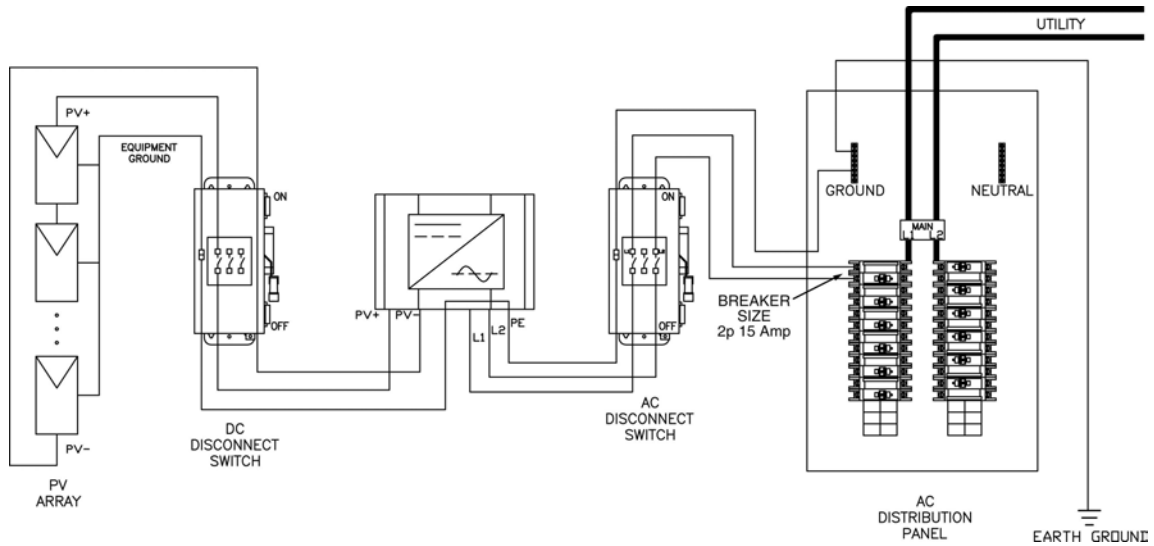 UTILITY
PV+
EQUIPMENT
GROUND
ON
OFF
DC
DISCONNECT
SWITCH
PV-
PV
ARRAY
PV+
PV-
L1
L2
PE
ON
OFF
AC
DISCONNECT
SWITCH
GROUND
NEUTRAL
MAIN
L1
L2
BREAKER
SIZE
2p 15 Amp
AC
DISTRIBUTION
PANEL
EARTH GROUND